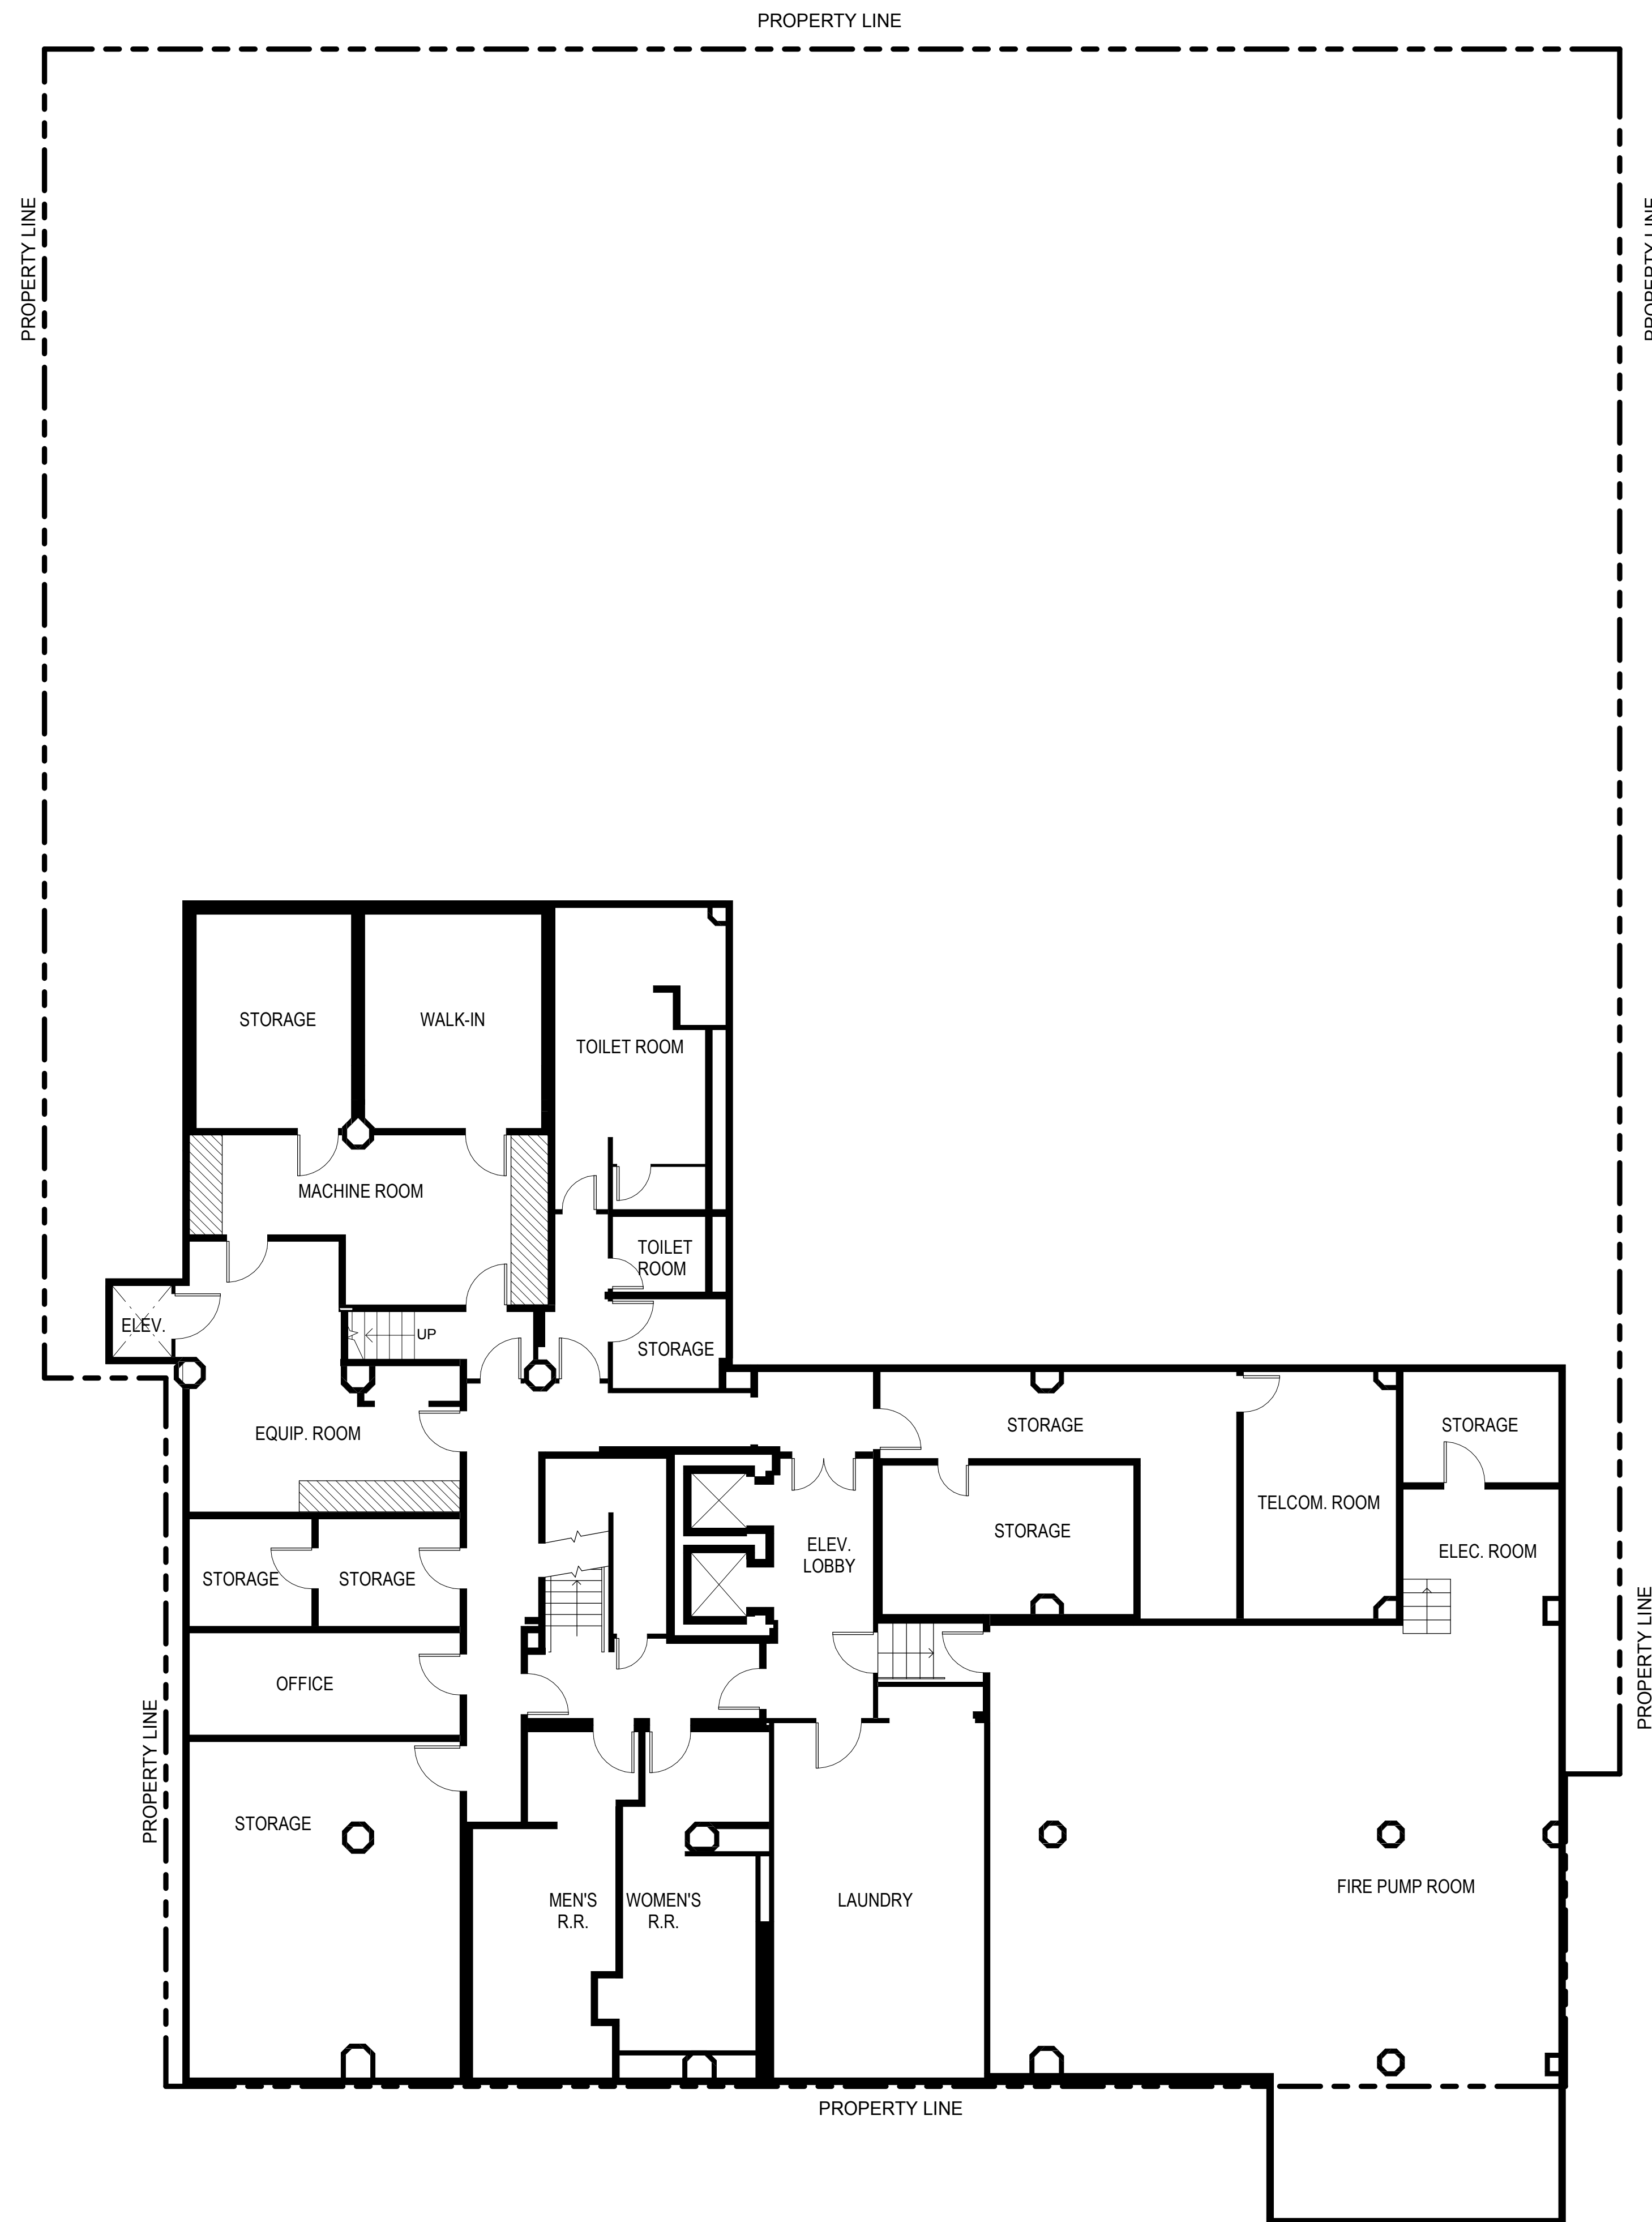 PROPERTY LINE
PROPERTY LINE
PROPERTY LINE
STORAGE
WALK-IN
TOILET ROOM
MACHINE ROOM
TOILET
ROOM
ELEV.
UP
STORAGE
EQUIP. ROOM
STORAGE
STORAGE
TELCOM. ROOM
STORAGE
ELEV.
LOBBY
ELEC. ROOM
STORAGE
STORAGE
OFFICE
PROPERTY LINE
PROPERTY LINE
STORAGE
MEN'S
R.R.
WOMEN'S
R.R.
LAUNDRY
FIRE PUMP ROOM
PROPERTY LINE